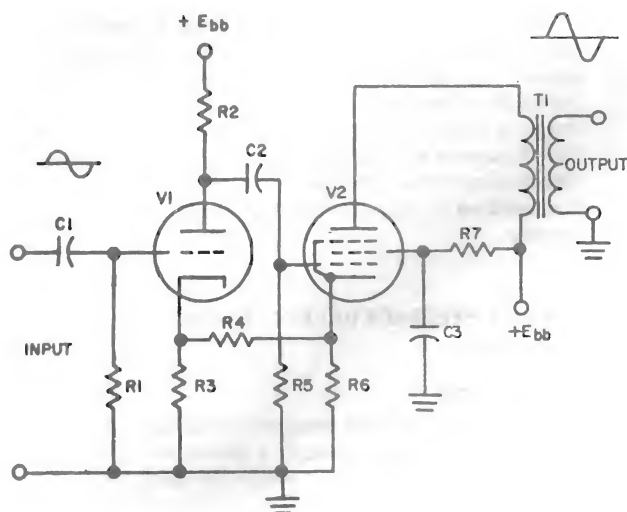 + Ebb
R2
T1
C2
V1
V2
OUTPUT
C1
R7
R4
C3
+Ebb
INPUT
R1
R3
R5
R6